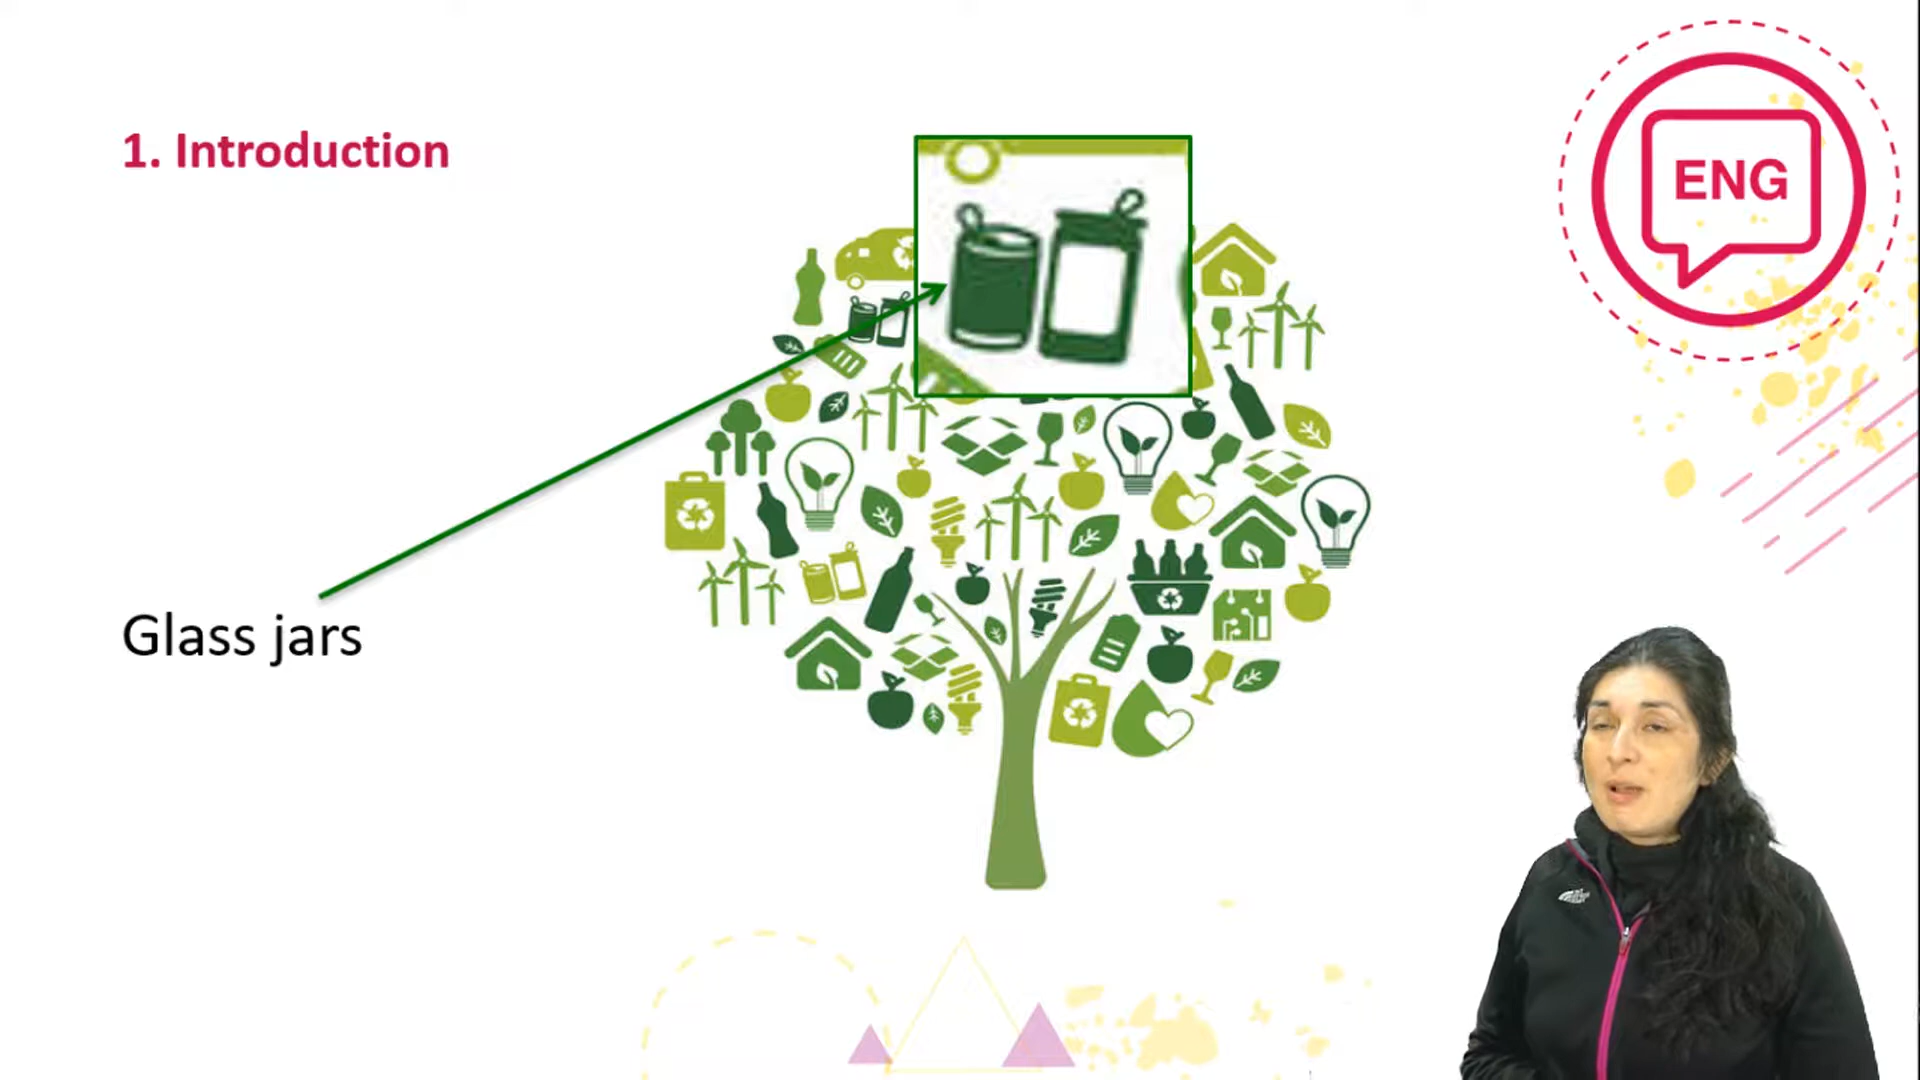 1. Introduction
ENG
Glass jars